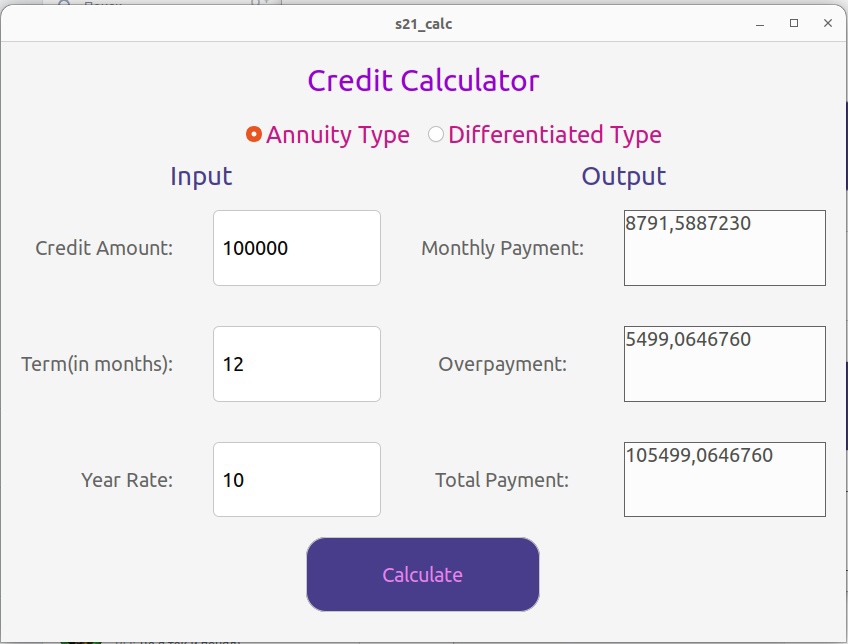 s21_calc
Credit Calculator
Annuity Type Differentiated Type
Input Output
Credit Amount: 100000 Monthly Payment: 8791,5887230
Term(in months): 12 Overpayment: 5499,0646760
Year Rate: 10 Total Payment: 105499,0646760
Calculate